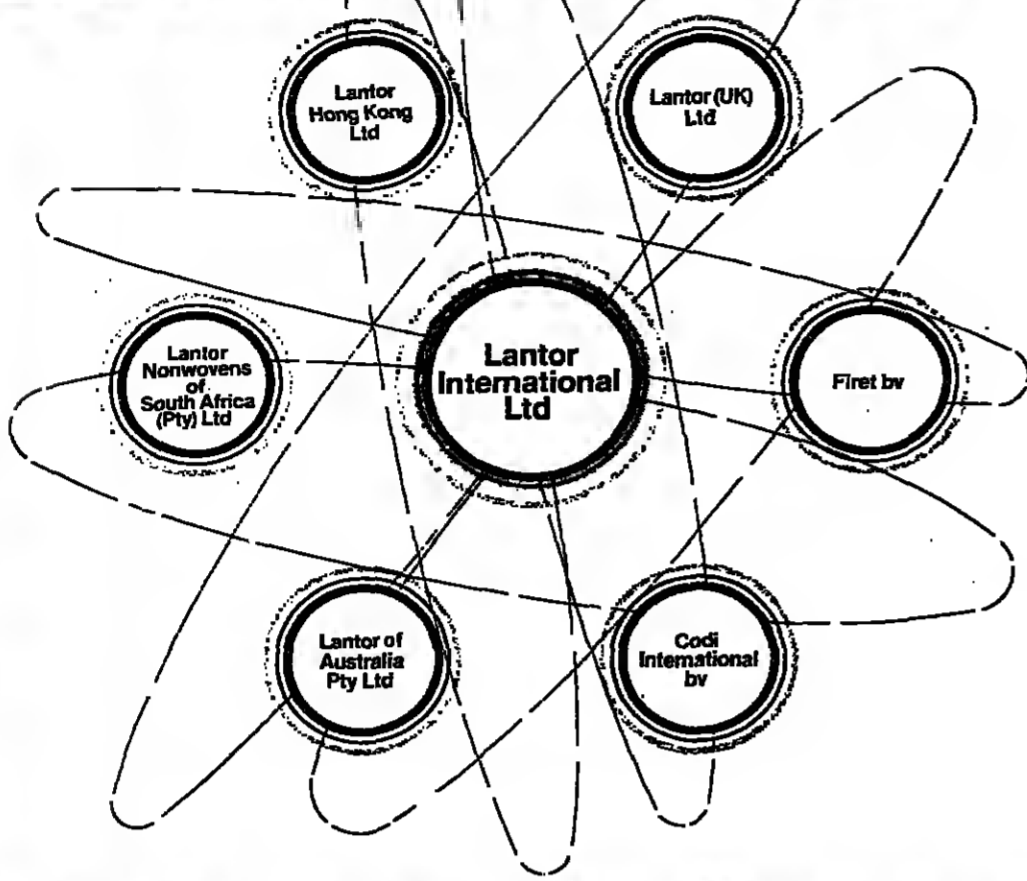 Lantor
Hong Kong
Ltd
Lantor (UK)
Ltd
Lantor
Nonwovens
of
South Africa
(Pty) Ltd
Lantor
International
Ltd
Firet bv
Lantor of
Australia
Pty Ltd
Codi
International
bv